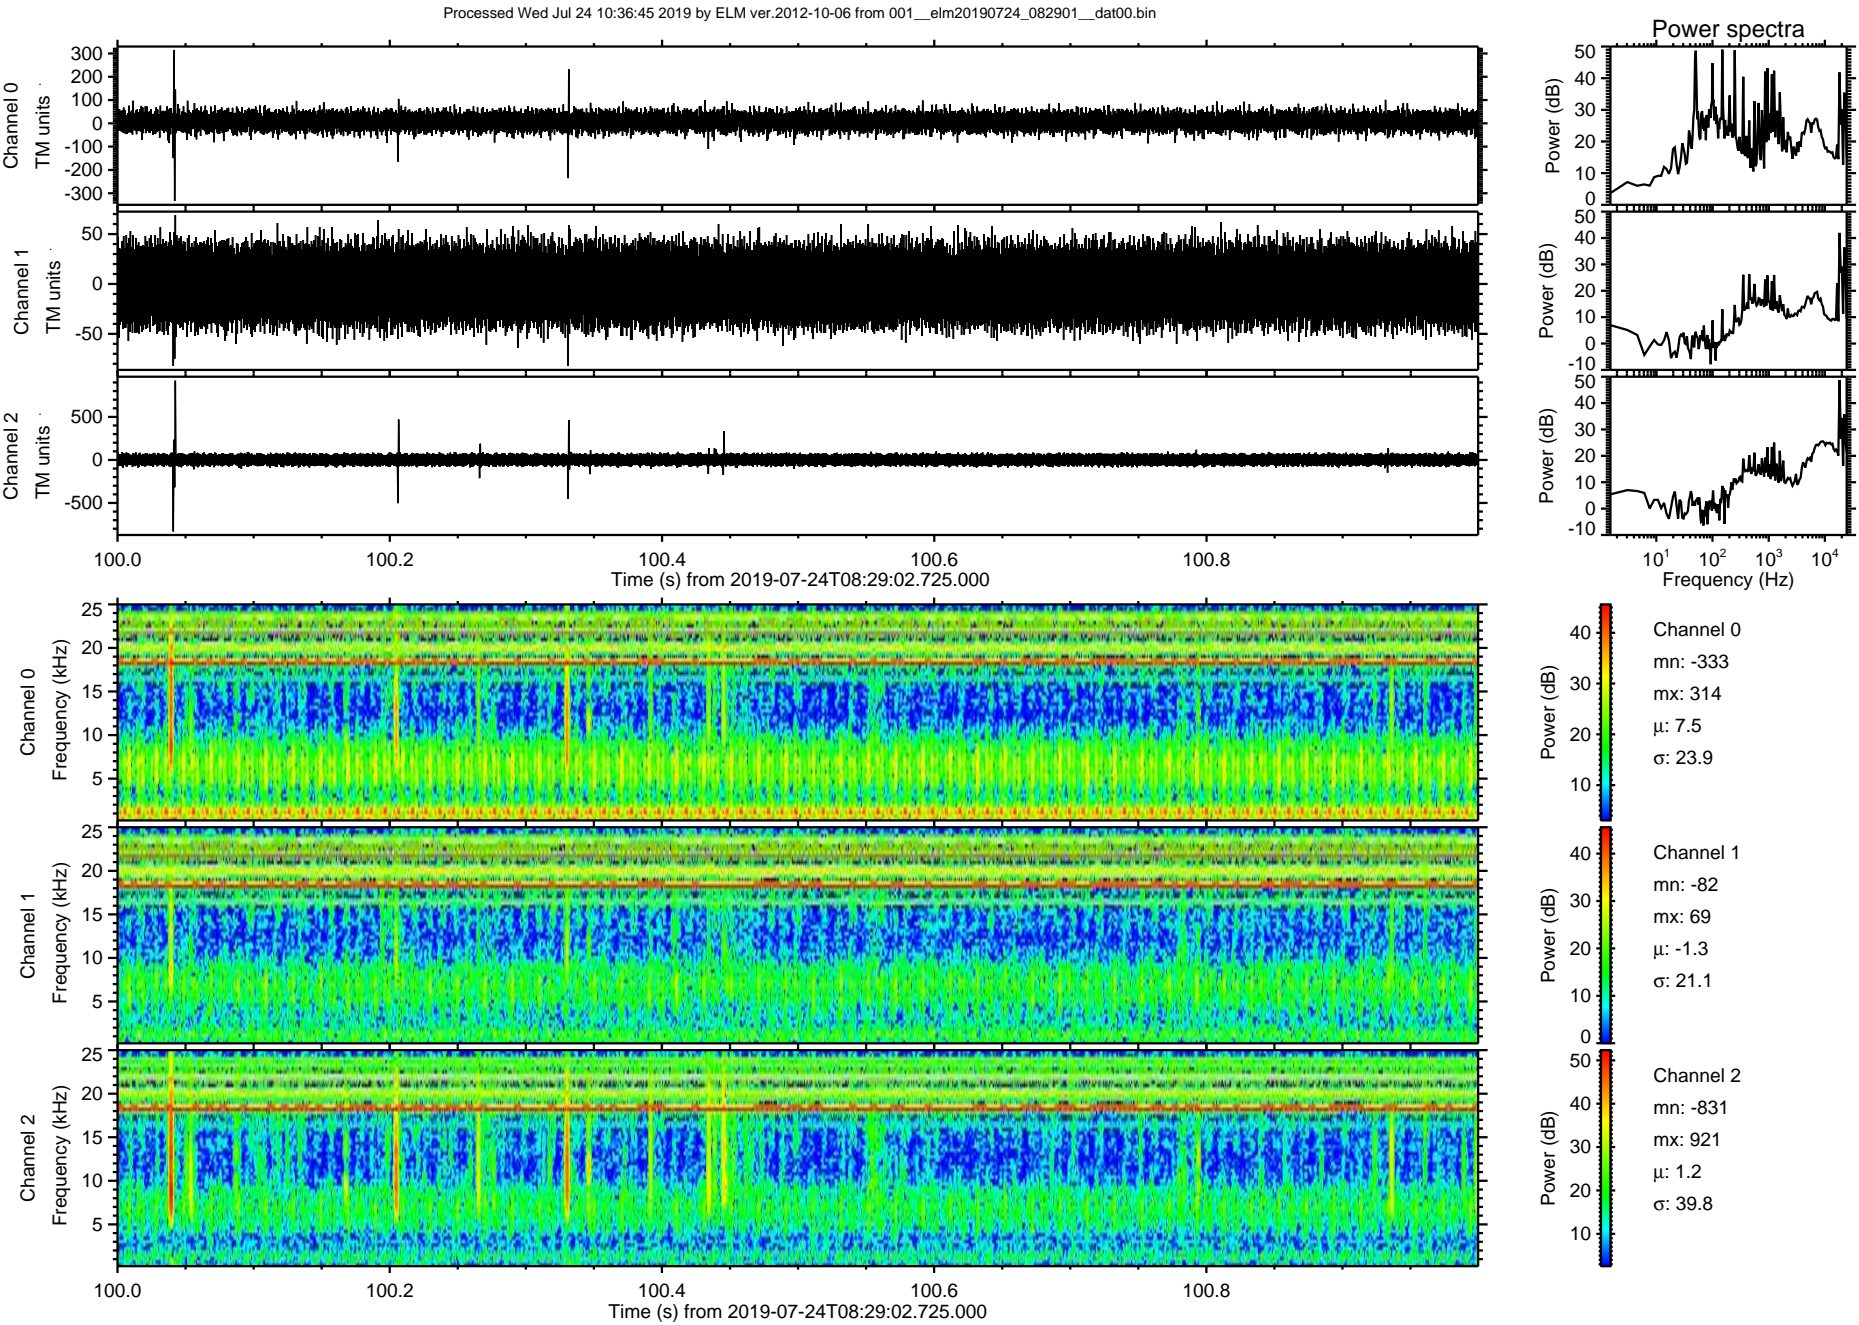 Processed Wed Jul 24 10:36:45 2019 by ELM ver.2012-10-06 from 001__elm20190724_082901__dat00.bin
Power spectra
Channel 0
TM units
300
200
100
0
-100
-200
-300
Power (dB)
50
40
30
20
10
0
Channel 1
TM units
50
0
-50
Power (dB)
50
40
30
20
10
0
-10
Channel 2
TM units
500
0
-500
Power (dB)
50
40
30
20
10
0
-10
100.0 100.2 100.4 100.6 100.8
Time (s) from 2019-07-24T08:29:02.725.000
10¹ 10² 10³ 10⁴
Frequency (Hz)
Channel 0
Frequency (kHz)
25
20
15
10
5
Power (dB)
40
30
20
10
Channel 0
mn: -333
mx: 314
μ: 7.5
σ: 23.9
Channel 1
Frequency (kHz)
25
20
15
10
5
Power (dB)
40
30
20
10
0
Channel 1
mn: -82
mx: 69
μ: -1.3
σ: 21.1
Channel 2
Frequency (kHz)
25
20
15
10
5
Power (dB)
50
40
30
20
10
Channel 2
mn: -831
mx: 921
μ: 1.2
σ: 39.8
100.0 100.2 100.4 100.6 100.8
Time (s) from 2019-07-24T08:29:02.725.000